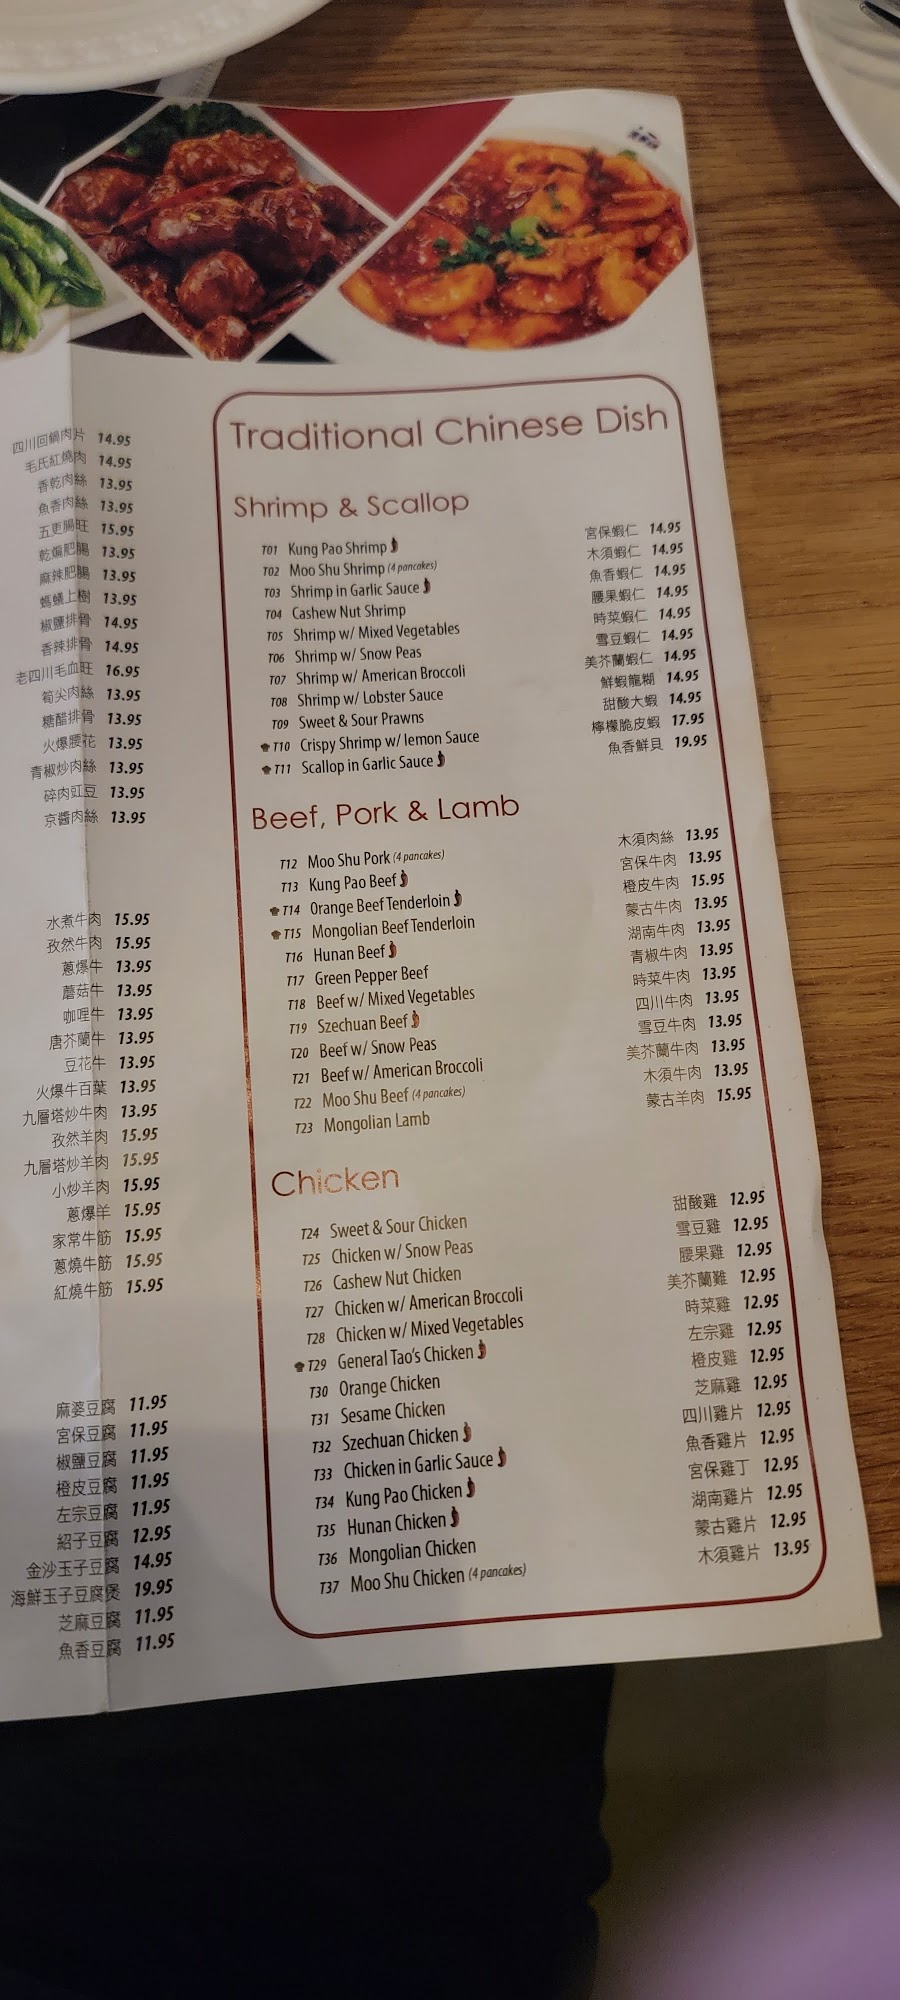 四川回鍋肉片 14.95
毛氏紅燒肉 14.95
香乾肉絲 13.95
魚香肉絲 13.95
五更腸旺 15.95
乾煸肥腸 13.95
麻辣肥腸 13.95
螞蟻上樹 13.95
椒鹽排骨 14.95
香辣排骨 14.95
老四川毛血旺 16.95
筍尖肉絲 13.95
糖醋排骨 13.95
火爆腰花 13.95
青椒炒肉絲 13.95
碎肉豇豆 13.95
京醬肉絲 13.95
水煮牛肉 15.95
孜然牛肉 15.95
蔥爆牛 13.95
蘑菇牛 13.95
咖哩牛 13.95
唐芥蘭牛 13.95
豆花牛 13.95
火爆牛百葉 13.95
九層塔炒牛肉 13.95
孜然羊肉 15.95
九層塔炒羊肉 15.95
小炒羊肉 15.95
蔥爆羊 15.95
家常牛筋 15.95
蔥燒牛筋 15.95
紅燒牛筋 15.95
麻婆豆腐 11.95
宮保豆腐 11.95
椒鹽豆腐 11.95
橙皮豆腐 11.95
左宗豆腐 11.95
紹子豆腐 12.95
金沙玉子豆腐 14.95
海鮮玉子豆腐煲 19.95
芝麻豆腐 11.95
魚香豆腐 11.95
Traditional Chinese Dish
Shrimp & Scallop
T01 Kung Pao Shrimp 宮保蝦仁 14.95
T02 Moo Shu Shrimp (4 pancakes) 木須蝦仁 14.95
T03 Shrimp in Garlic Sauce 魚香蝦仁 14.95
T04 Cashew Nut Shrimp 腰果蝦仁 14.95
T05 Shrimp w/ Mixed Vegetables 時菜蝦仁 14.95
T06 Shrimp w/ Snow Peas 雪豆蝦仁 14.95
T07 Shrimp w/ American Broccoli 美芥蘭蝦仁 14.95
T08 Shrimp w/ Lobster Sauce 鮮蝦龍糊 14.95
T09 Sweet & Sour Prawns 甜酸大蝦 14.95
T10 Crispy Shrimp w/ lemon Sauce 檸檬脆皮蝦 17.95
T11 Scallop in Garlic Sauce 魚香鮮貝 19.95
Beef, Pork & Lamb
T12 Moo Shu Pork (4 pancakes) 木須肉絲 13.95
T13 Kung Pao Beef 宮保牛肉 13.95
T14 Orange Beef Tenderloin 橙皮牛肉 15.95
T15 Mongolian Beef Tenderloin 蒙古牛肉 13.95
T16 Hunan Beef 湖南牛肉 13.95
T17 Green Pepper Beef 青椒牛肉 13.95
T18 Beef w/ Mixed Vegetables 時菜牛肉 13.95
T19 Szechuan Beef 四川牛肉 13.95
T20 Beef w/ Snow Peas 雪豆牛肉 13.95
T21 Beef w/ American Broccoli 美芥蘭牛肉 13.95
T22 Moo Shu Beef (4 pancakes) 木須牛肉 13.95
T23 Mongolian Lamb 蒙古羊肉 15.95
Chicken
T24 Sweet & Sour Chicken 甜酸雞 12.95
T25 Chicken w/ Snow Peas 雪豆雞 12.95
T26 Cashew Nut Chicken 腰果雞 12.95
T27 Chicken w/ American Broccoli 美芥蘭雞 12.95
T28 Chicken w/ Mixed Vegetables 時菜雞 12.95
T29 General Tao's Chicken 左宗雞 12.95
T30 Orange Chicken 橙皮雞 12.95
T31 Sesame Chicken 芝麻雞 12.95
T32 Szechuan Chicken 四川雞片 12.95
T33 Chicken in Garlic Sauce 魚香雞片 12.95
T34 Kung Pao Chicken 宮保雞丁 12.95
T35 Hunan Chicken 湖南雞片 12.95
T36 Mongolian Chicken 蒙古雞片 12.95
T37 Moo Shu Chicken (4 pancakes) 木須雞片 13.95